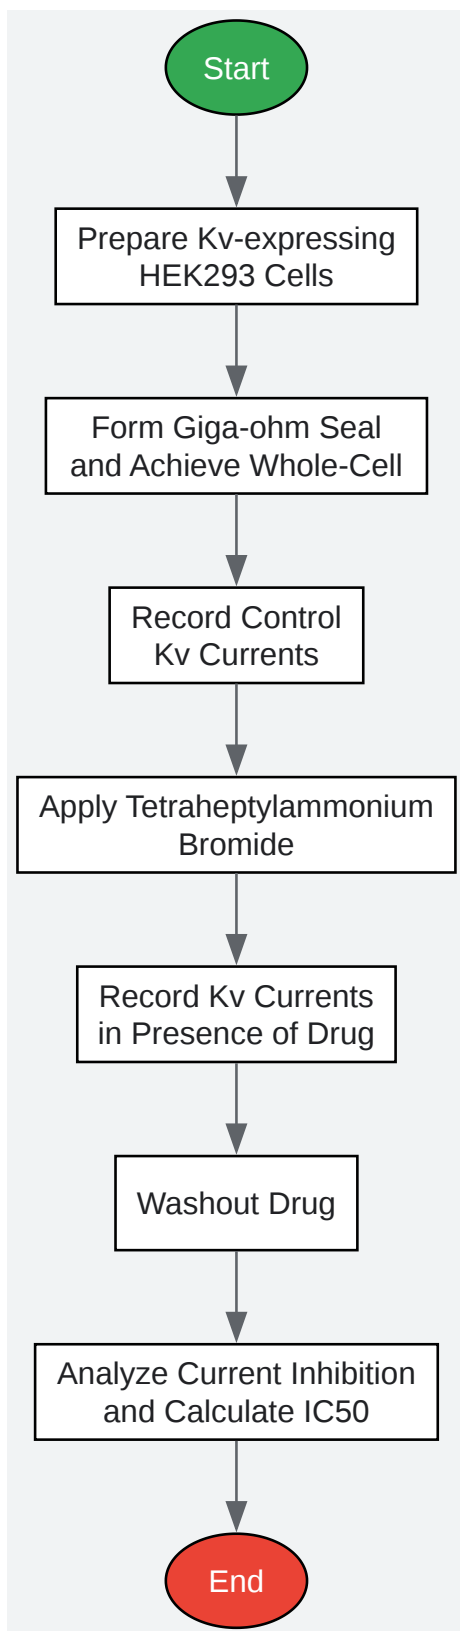 Start
Prepare Kv-expressing
HEK293 Cells
Form Giga-ohm Seal
and Achieve Whole-Cell
Record Control
Kv Currents
Apply Tetraheptylammonium
Bromide
Record Kv Currents
in Presence of Drug
Washout Drug
Analyze Current Inhibition
and Calculate IC50
End